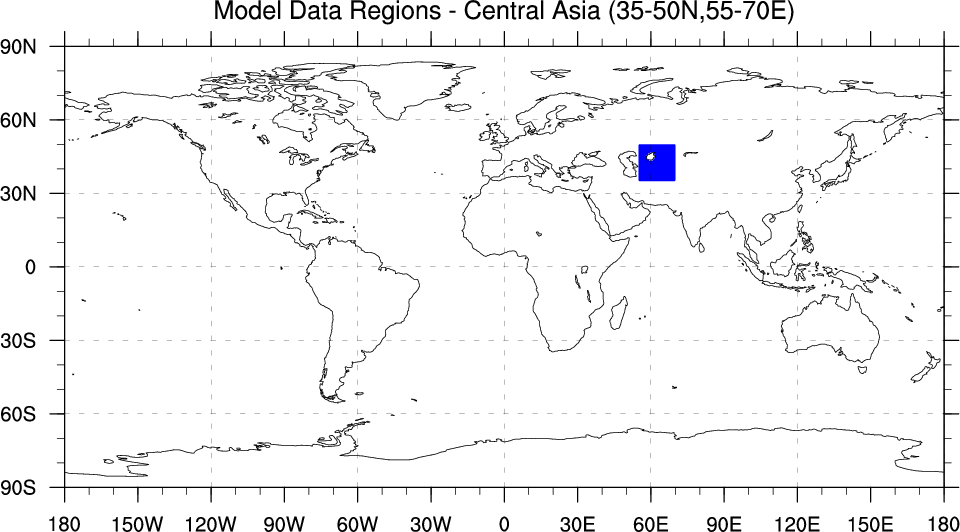 Model Data Regions - Central Asia (35-50N,55-70E)
90N
60N
30N
0
30S
60S
90S
180 150W 120W 90W 60W 30W 0 30E 60E 90E 120E 150E 180